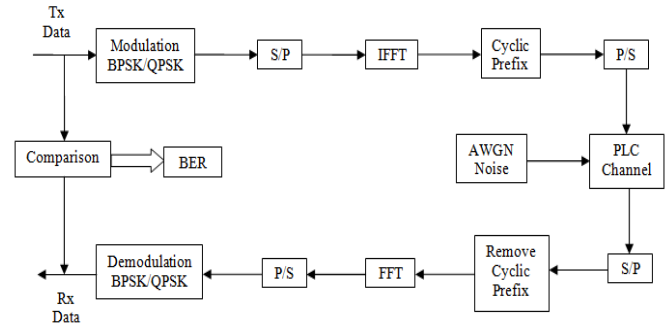 Tx
Data
Modulation
BPSK/QPSK
S/P
IFFT
Cyclic
Prefix
P/S
Comparison
BER
AWGN
Noise
PLC
Channel
Demodulation
BPSK/QPSK
P/S
FFT
Remove
Cyclic
Prefix
S/P
Rx
Data